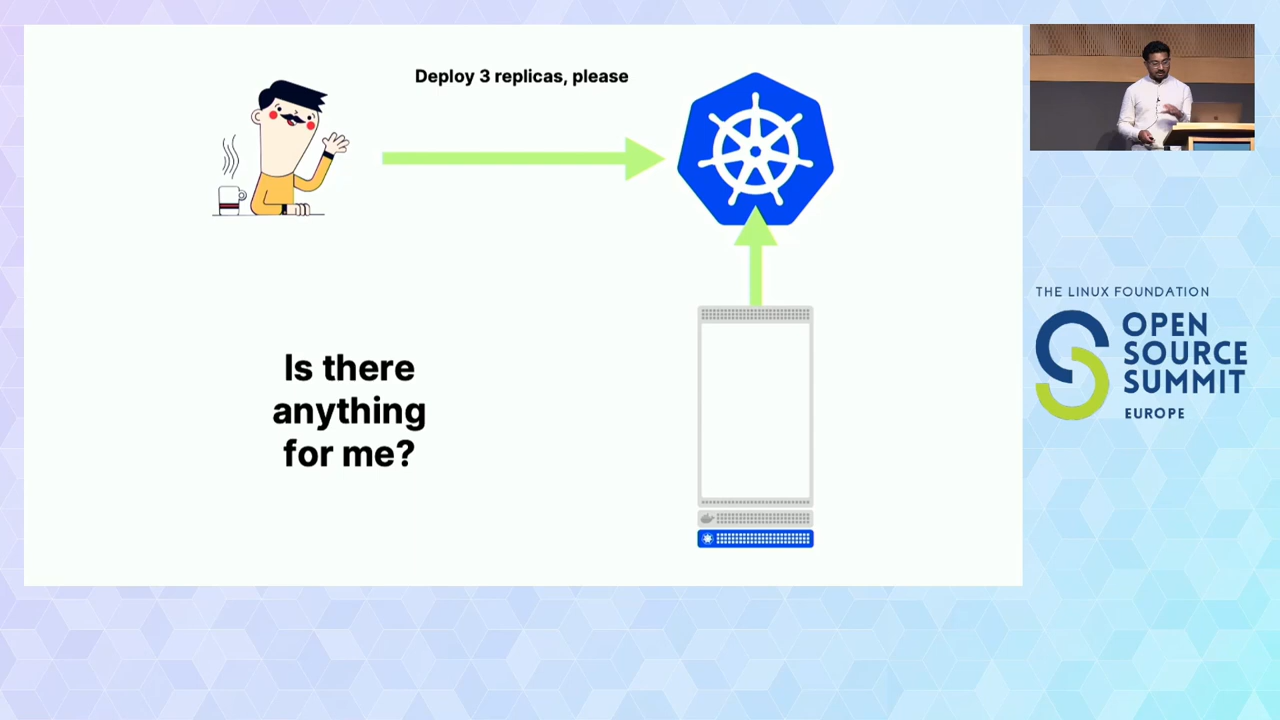 Deploy 3 replicas, please
Is there
anything
for me?
THE LINUX FOUNDATION
OPEN
SOURCE
SUMMIT
EUROPE